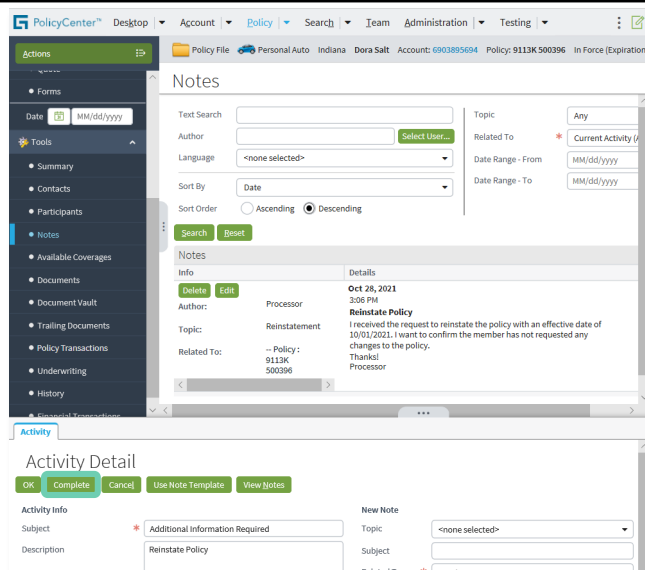 PolicyCenter™ Desktop Account Policy Search Team Administration Testing
Actions
Policy File Personal Auto Indiana Dora Salt Account: 6903895694 Policy: 9113K 500396 In Force (Expiration
Forms
Date MM/dd/yyyy
Tools
Summary
Contacts
Participants
Notes
Available Coverages
Documents
Document Vault
Trailing Documents
Policy Transactions
Underwriting
History
Notes
Text Search
Author Select User...
Language <none selected>
Sort By Date
Sort Order Ascending Descending
Topic Any
Related To * Current Activity (A
Date Range - From MM/dd/yyyy
Date Range - To MM/dd/yyyy
Search Reset
Notes
Info Details
Delete Edit
Author: Processor
Topic: Reinstatement
Related To: -- Policy :
9113K
500396
Oct 28, 2021
3:06 PM
Reinstate Policy
I received the request to reinstate the policy with an effective date of
10/01/2021. I want to confirm the member has not requested any
changes to the policy.
Thanks!
Processor
Activity
Activity Detail
OK Complete Cancel Use Note Template View Notes
Activity Info
Subject * Additional Information Required
Description Reinstate Policy
New Note
Topic <none selected>
Subject